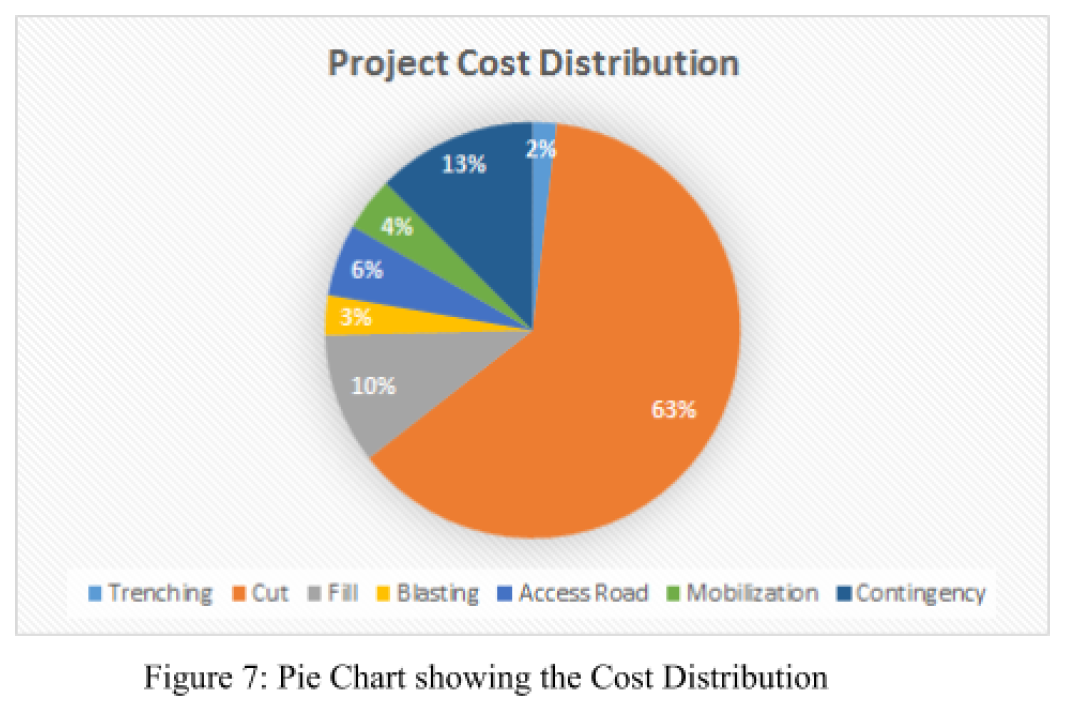 Project Cost Distribution
2%
13%
4%
6%
3%
10%
63%
Trenching Cut Fill Blasting Access Road Mobilization Contingency
Figure 7: Pie Chart showing the Cost Distribution